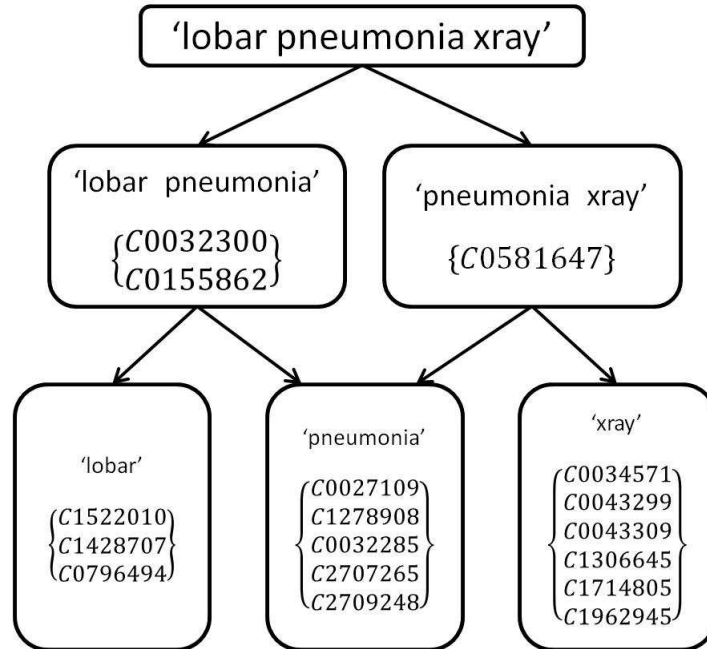 ‘lobar pneumonia xray’
‘lobar pneumonia’
{C0032300
C0155862}
‘pneumonia xray’
{C0581647}
‘lobar’
{C1522010
C1428707
C0796494}
‘pneumonia’
{C0027109
C1278908
C0032285
C2707265
C2709248}
‘xray’
{C0034571
C0043299
C0043309
C1306645
C1714805
C1962945}